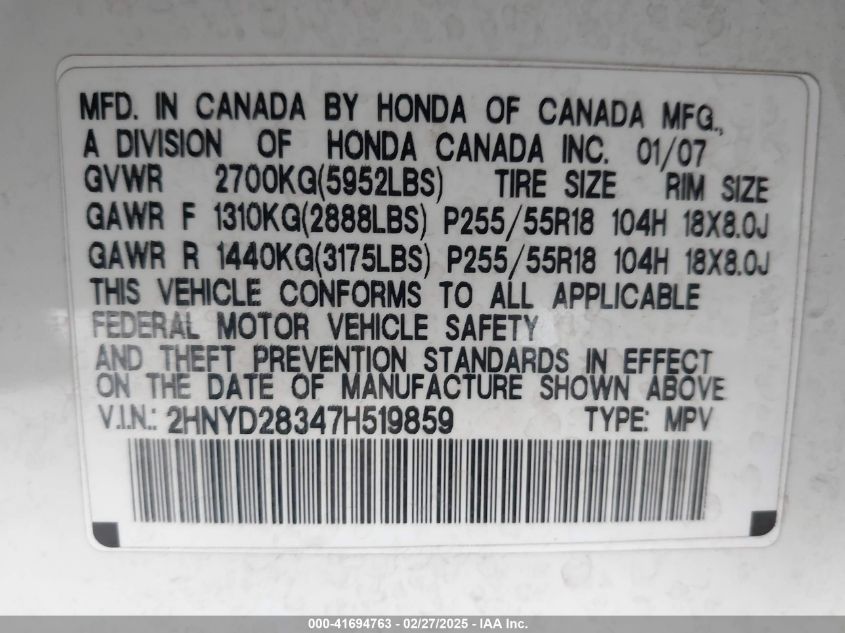 MFD. IN CANADA BY HONDA OF CANADA MFG.,
A DIVISION OF HONDA CANADA INC. 01/07
GVWR 2700KG(5952LBS) TIRE SIZE RIM SIZE
GAWR F 1310KG(2888LBS) P255/55R18 104H 18X8.0J
GAWR R 1440KG(3175LBS) P255/55R18 104H 18X8.0J
THIS VEHICLE CONFORMS TO ALL APPLICABLE
FEDERAL MOTOR VEHICLE SAFETY
AND THEFT PREVENTION STANDARDS IN EFFECT
ON THE DATE OF MANUFACTURE SHOWN ABOVE
V.I.N.: 2HNYD28347H519859 TYPE: MPV
000-41694763 - 02/27/2025 - IAA Inc.